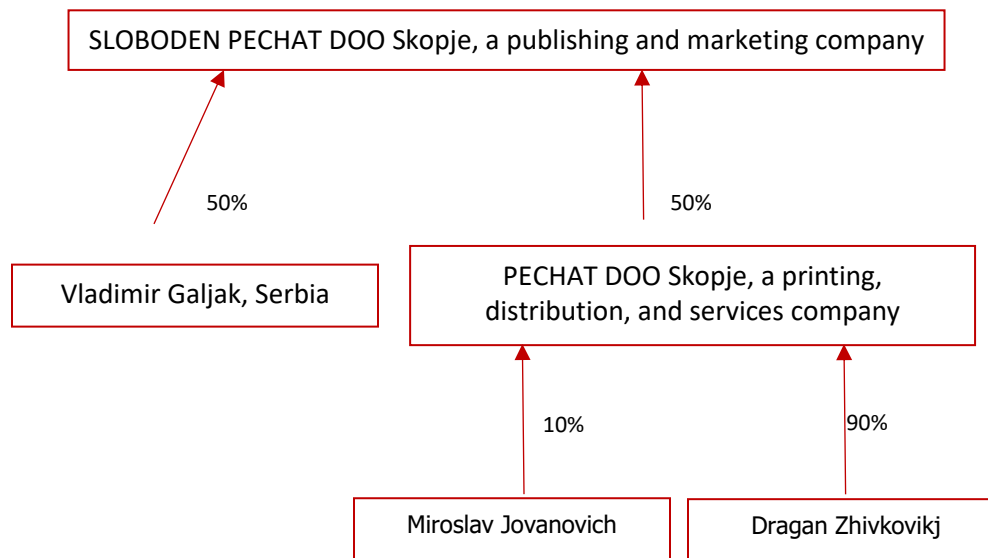 SLOBODEN PECHAT DOO Skopje, a publishing and marketing company
50%
50%
Vladimir Galjak, Serbia
PECHAT DOO Skopje, a printing,
distribution, and services company
10%
90%
Miroslav Jovanovich
Dragan Zhivkovikj